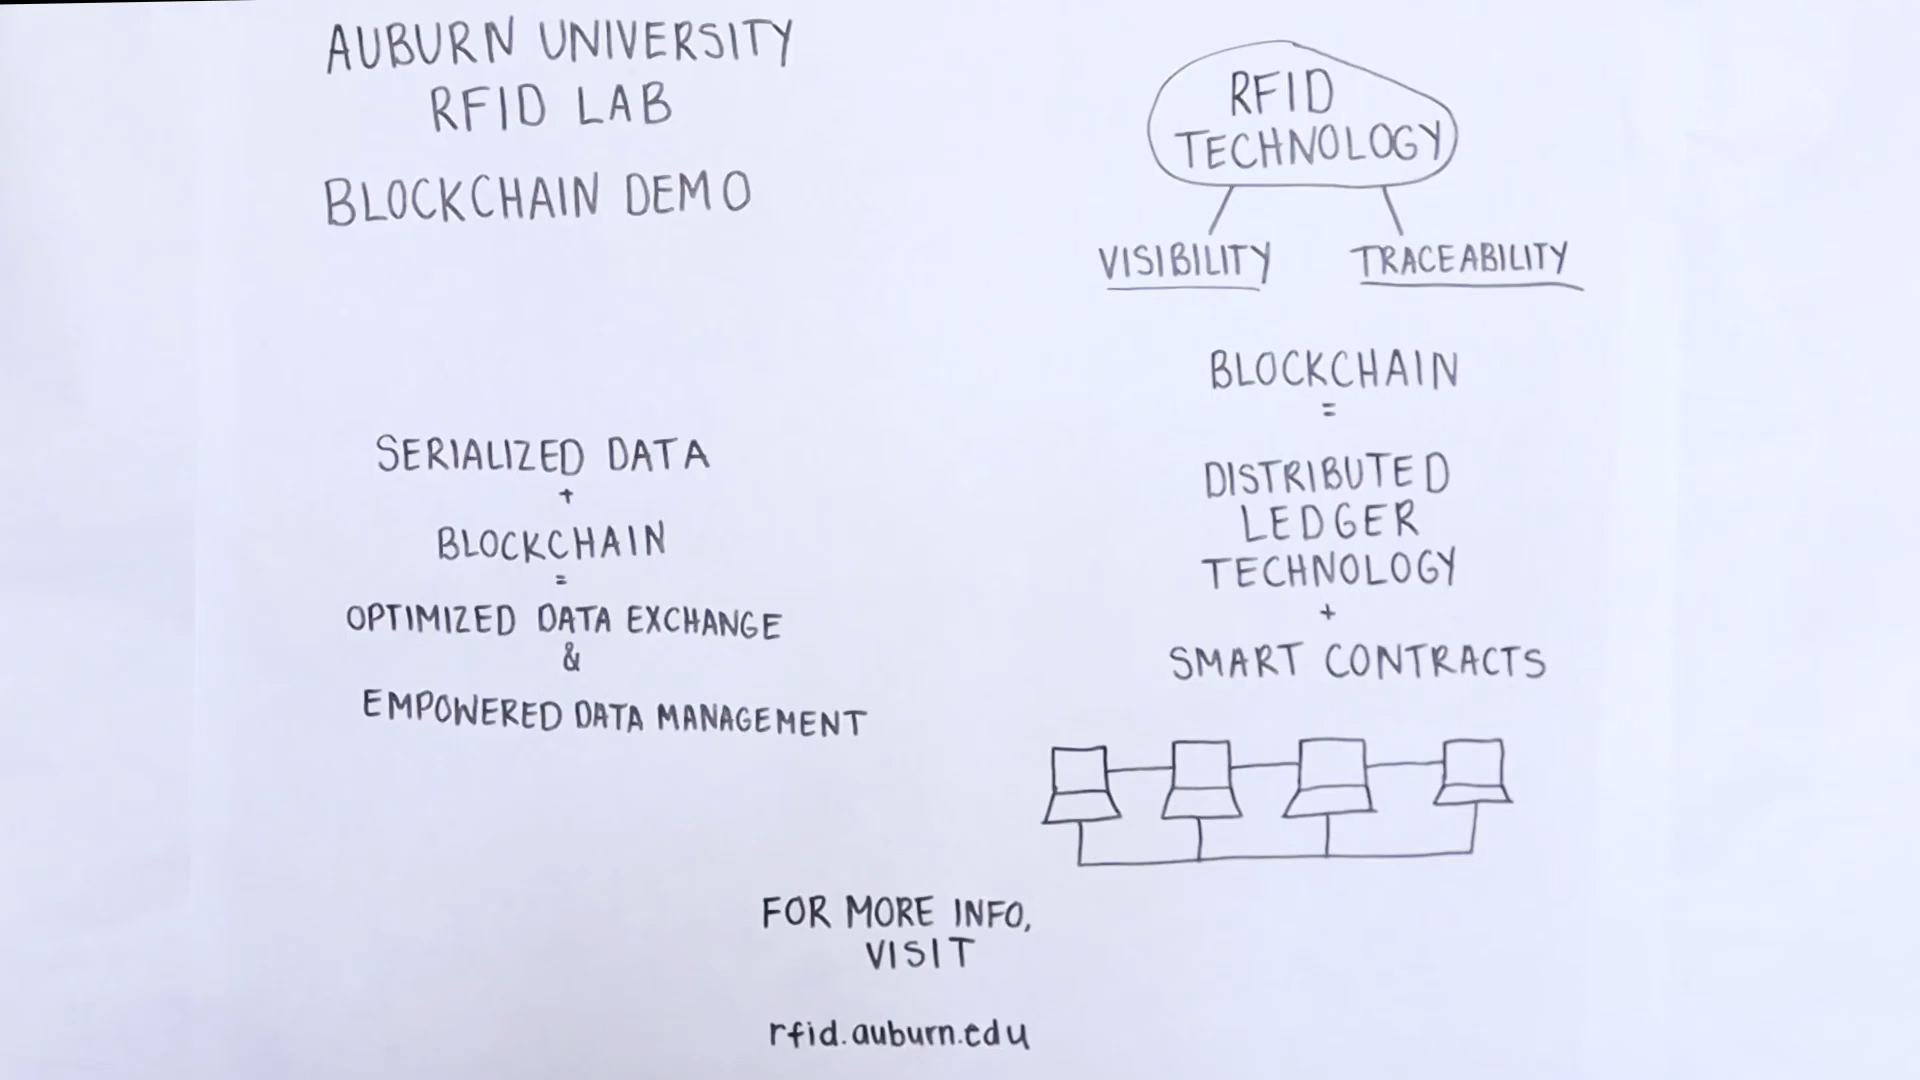 AUBURN UNIVERSITY
RFID LAB
BLOCKCHAIN DEMO
RFID
TECHNOLOGY
VISIBILITY TRACEABILITY
BLOCKCHAIN
=
DISTRIBUTED
LEDGER
TECHNOLOGY
+
SMART CONTRACTS
SERIALIZED DATA
+
BLOCKCHAIN
=
OPTIMIZED DATA EXCHANGE
&
EMPOWERED DATA MANAGEMENT
FOR MORE INFO,
VISIT
rfid.auburn.edu